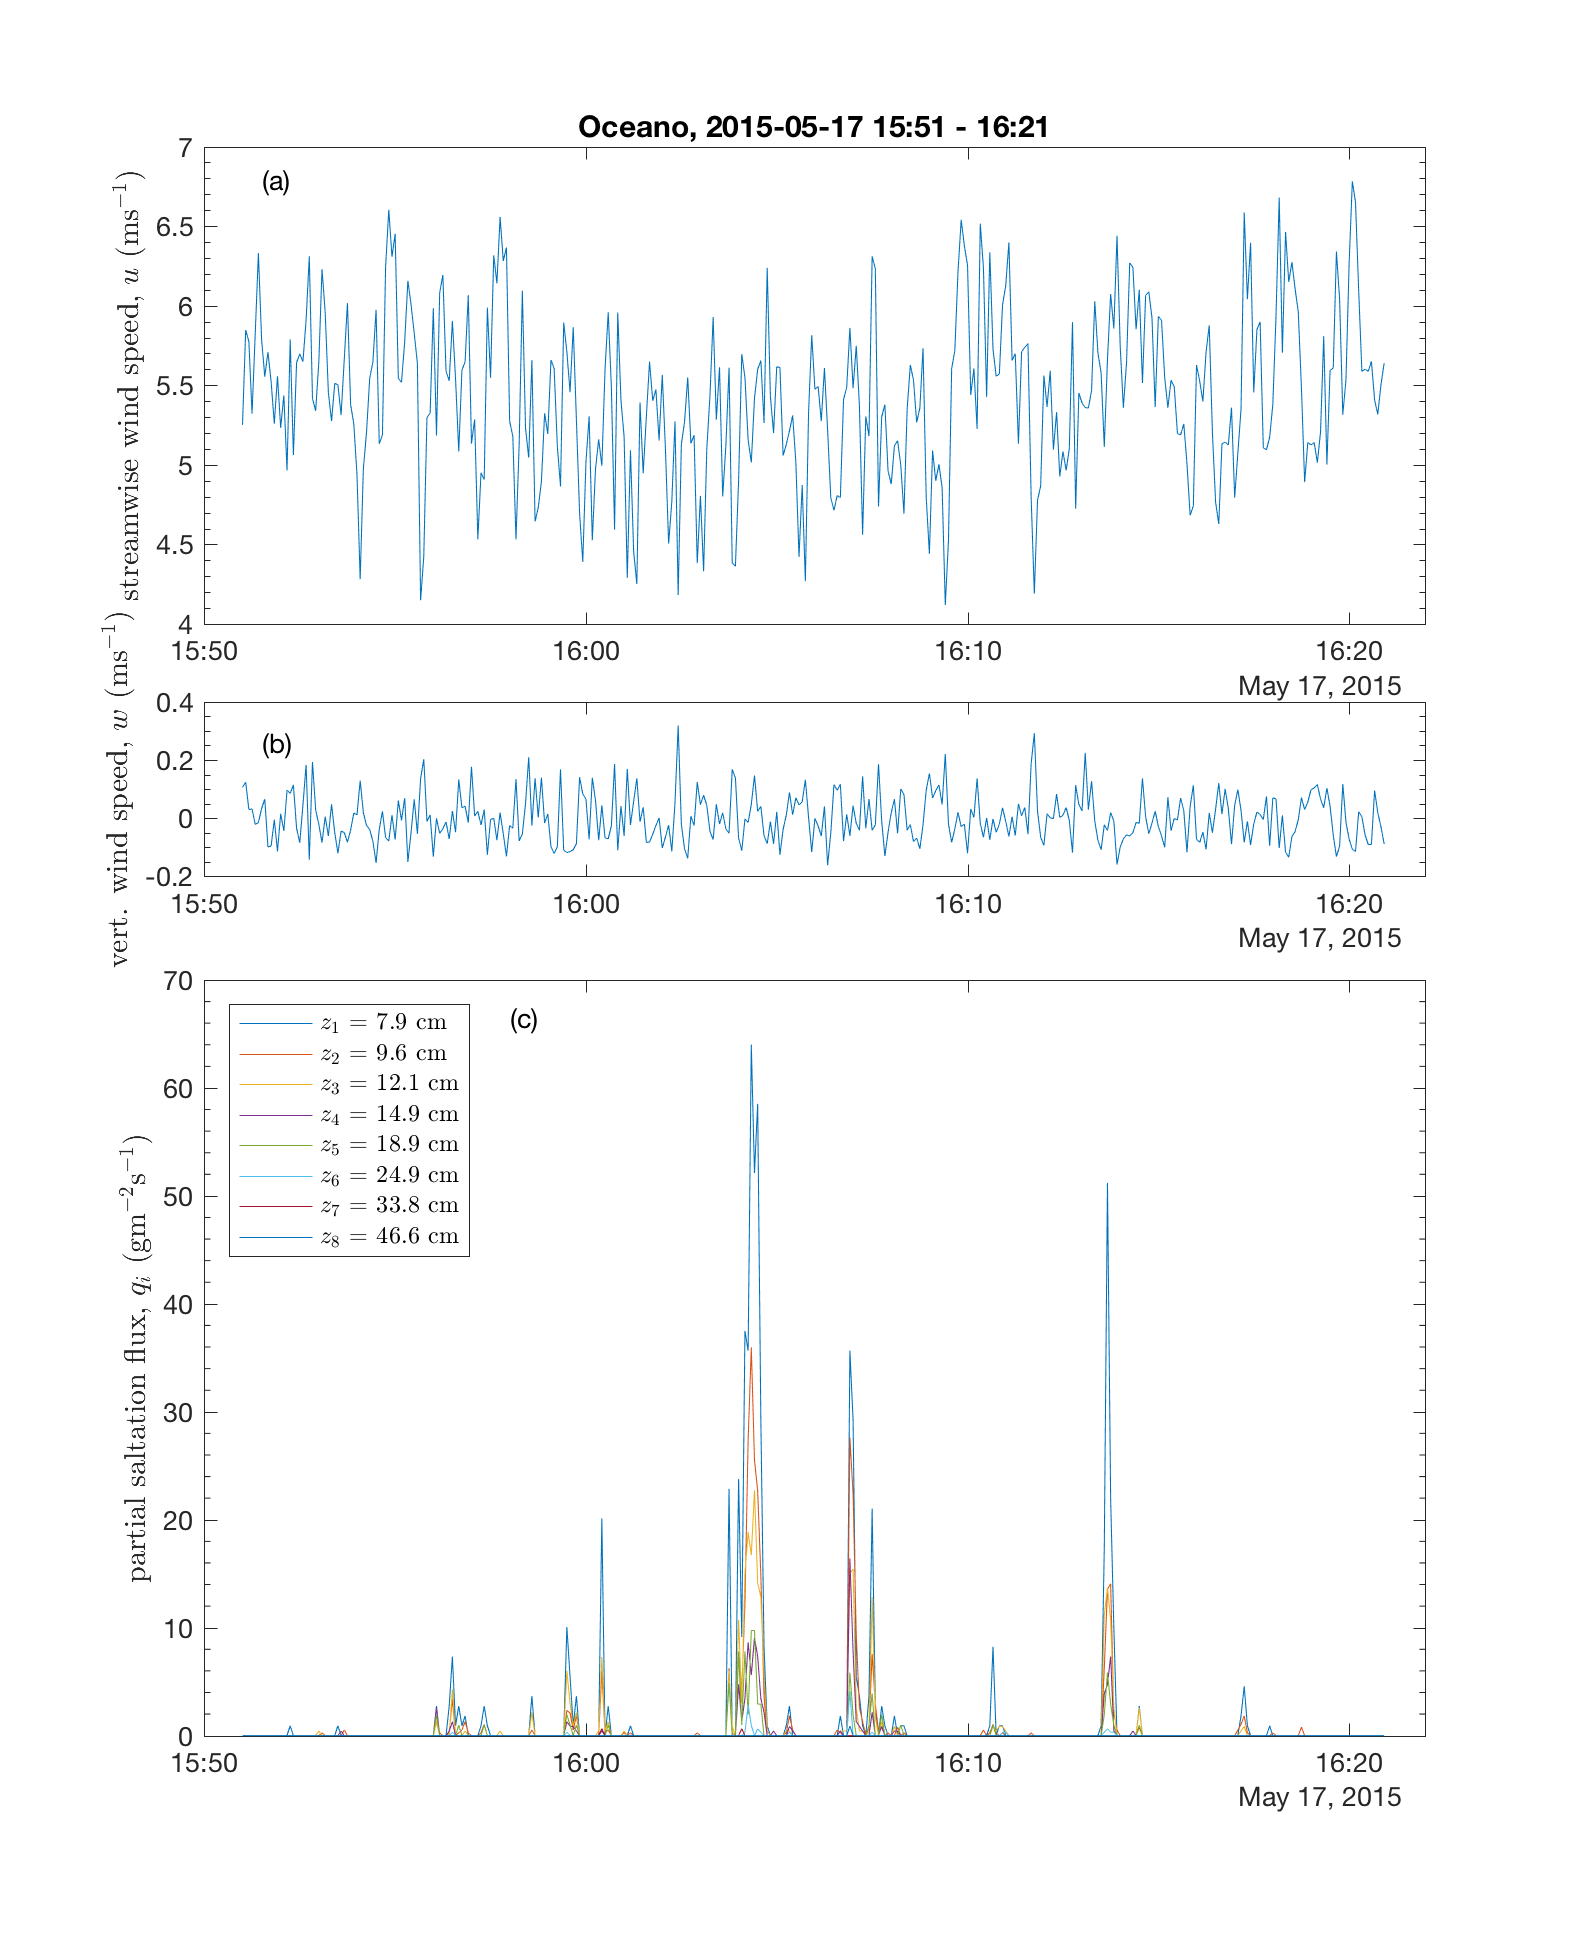 Oceano, 2015-05-17 15:51 - 16:21
(a)
streamwise wind speed, u (ms⁻¹)
7
6.5
6
5.5
5
4.5
4
15:50 16:00 16:10 16:20
May 17, 2015
(b)
vert. wind speed, w (ms⁻¹)
0.4
0.2
0
-0.2
15:50 16:00 16:10 16:20
May 17, 2015
(c)
partial saltation flux, qᵢ (gm⁻²s⁻¹)
70
60
50
40
30
20
10
0
z₁ = 7.9 cm
z₂ = 9.6 cm
z₃ = 12.1 cm
z₄ = 14.9 cm
z₅ = 18.9 cm
z₆ = 24.9 cm
z₇ = 33.8 cm
z₈ = 46.6 cm
15:50 16:00 16:10 16:20
May 17, 2015